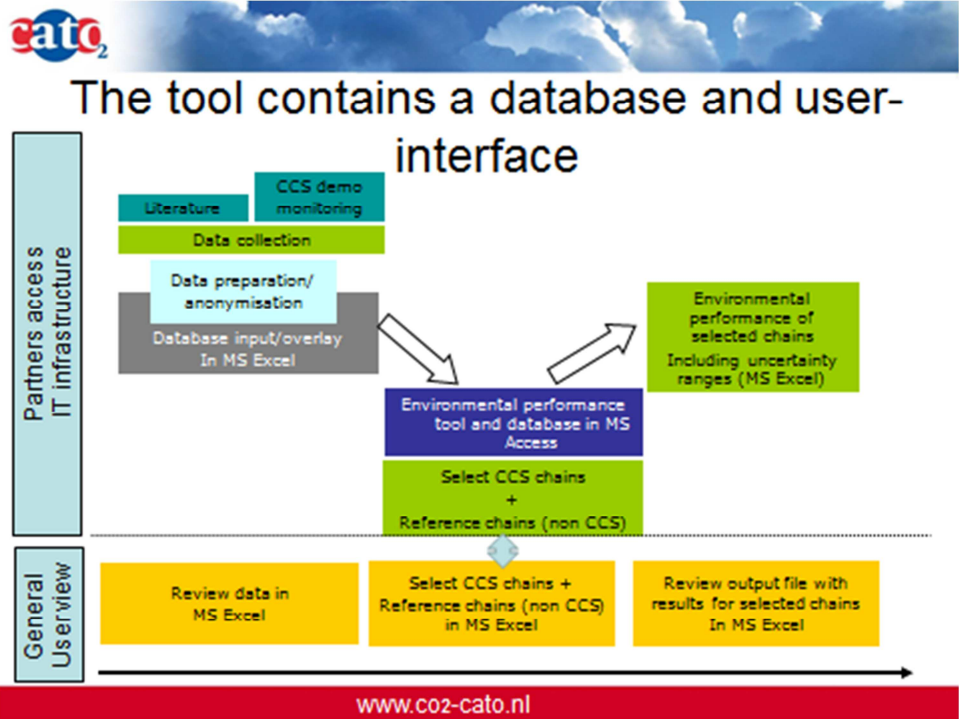 cato2
The tool contains a database and user-
interface
Partners access
IT infrastructure
Literature
CCS demo
monitoring
Data collection
Data preparation/
anonymisation
Database input/overlay
In MS Excel
Environmental
performance of
selected chains
Including uncertainty
ranges (MS Excel)
Environmental performance
tool and database in MS
Access
Select CCS chains
+
Reference chains (non CCS)
General
User view
Review data in
MS Excel
Select CCS chains +
Reference chains (non CCS)
in MS Excel
Review output file with
results for selected chains
In MS Excel
www.co2-cato.nl